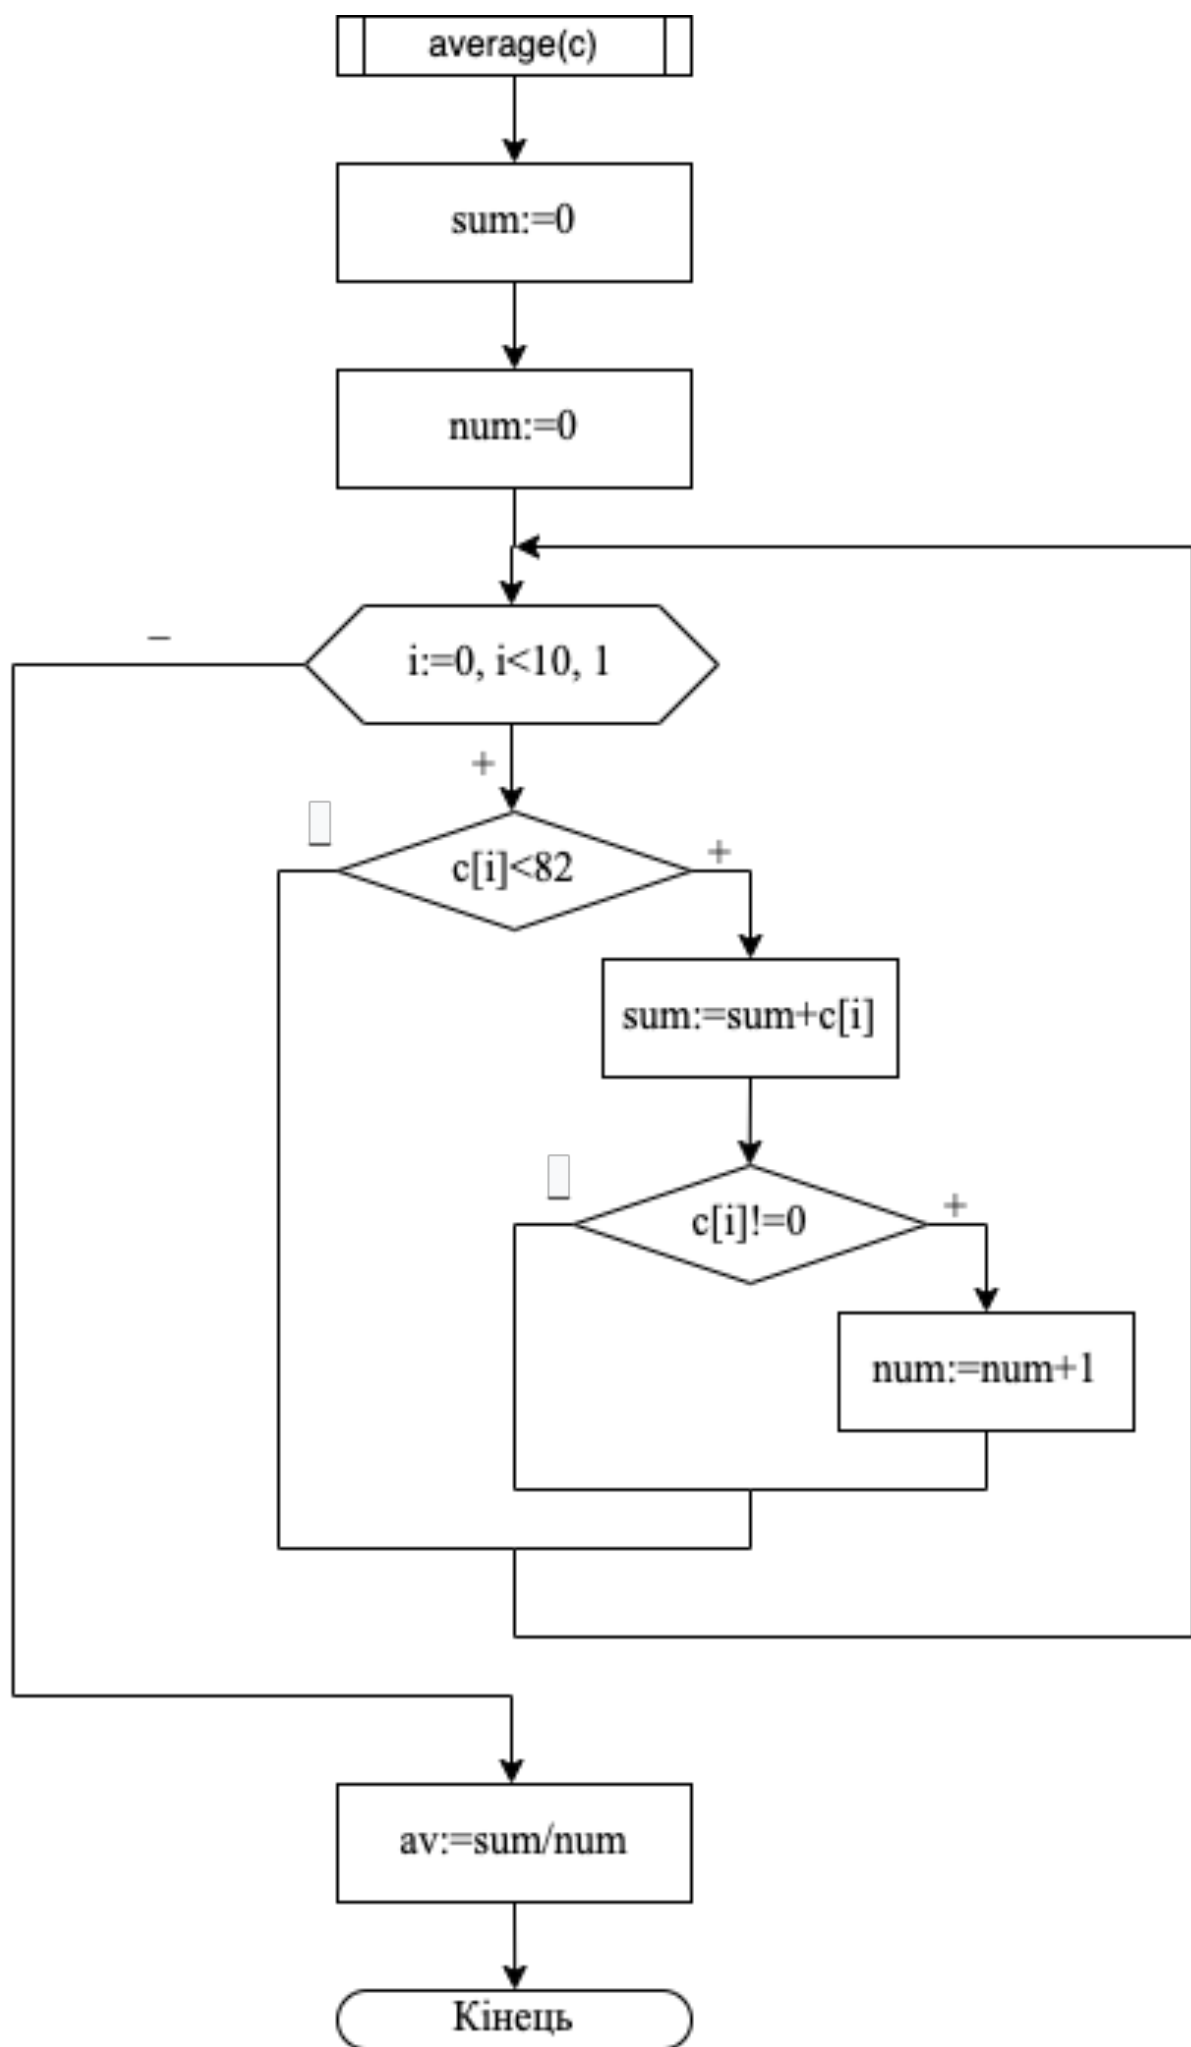 average(c)
sum:=0
num:=0
–
i:=0, i<10, 1
+
c[i]<82
+
sum:=sum+c[i]
c[i]!=0
+
num:=num+1
av:=sum/num
Кінець